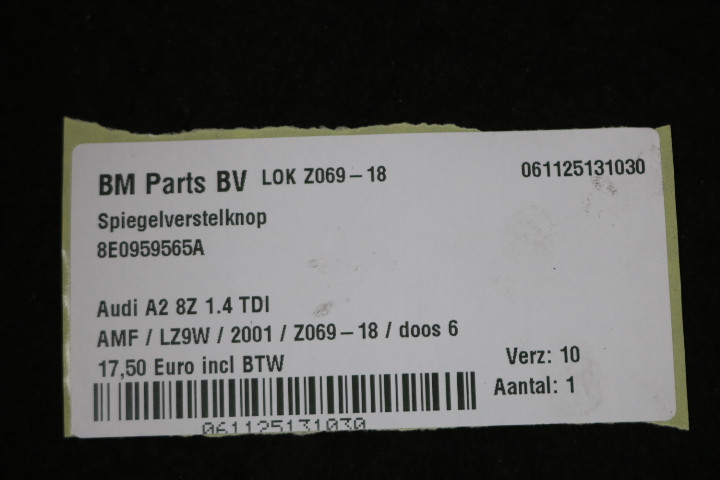 BM Parts BV LOK Z069-18 061125131030
Spiegelverstelknop
8E0959565A
Audi A2 8Z 1.4 TDI
AMF / LZ9W / 2001 / Z069-18 / doos 6
17,50 Euro incl BTW
Verz: 10
Aantal: 1
061125131030